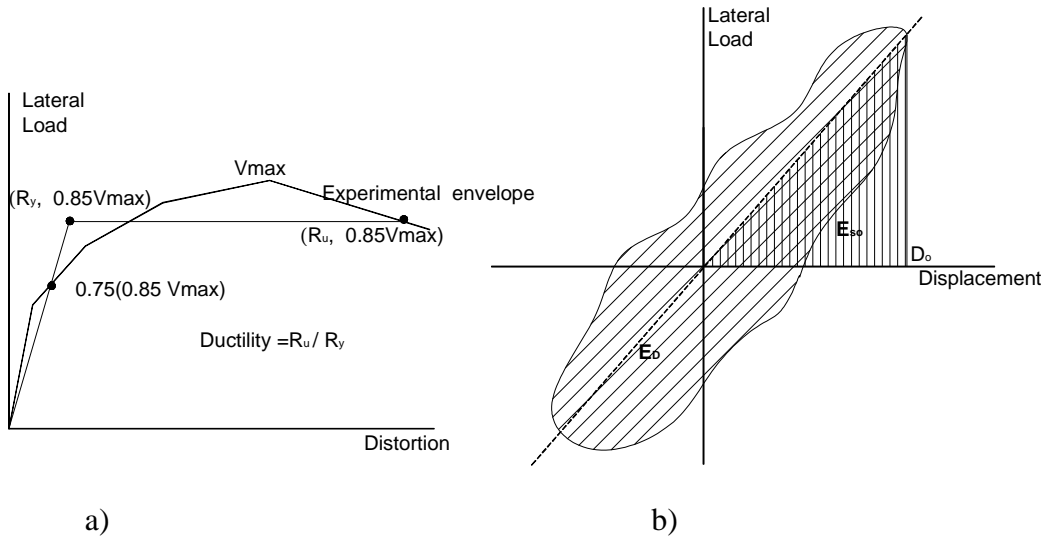 Lateral
Load
Vmax
(Ry, 0.85Vmax)
Experimental envelope
(Ru, 0.85Vmax)
0.75(0.85 Vmax)
Ductility =Ru/ Ry
Distortion
a)
Lateral
Load
Eso
Do
Displacement
ED
b)